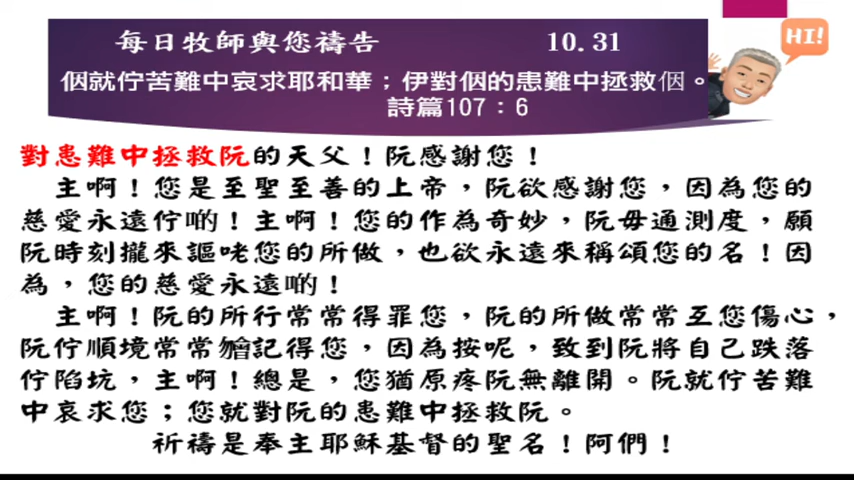 每日牧師與您禱告 10.31
HI!
個就佇苦難中哀求耶和華；伊對個的患難中拯救個。
詩篇107：6
對患難中拯救阮的天父！阮感謝您！
主啊！您是至聖至善的上帝，阮欲感謝您，因為您的
慈愛永遠佇啲！主啊！您的作為奇妙，阮毋通測度，願
阮時刻攏來謳咾您的所做，也欲永遠來稱頌您的名！因
為，您的慈愛永遠啲！
主啊！阮的所行常常得罪您，阮的所做常常互您傷心，
阮佇順境常常𣍐記得您，因為按呢，致到阮將自己跌落
佇陷坑，主啊！總是，您猶原疼阮無離開。阮就佇苦難
中哀求您；您就對阮的患難中拯救阮。
祈禱是奉主耶穌基督的聖名！阿們！